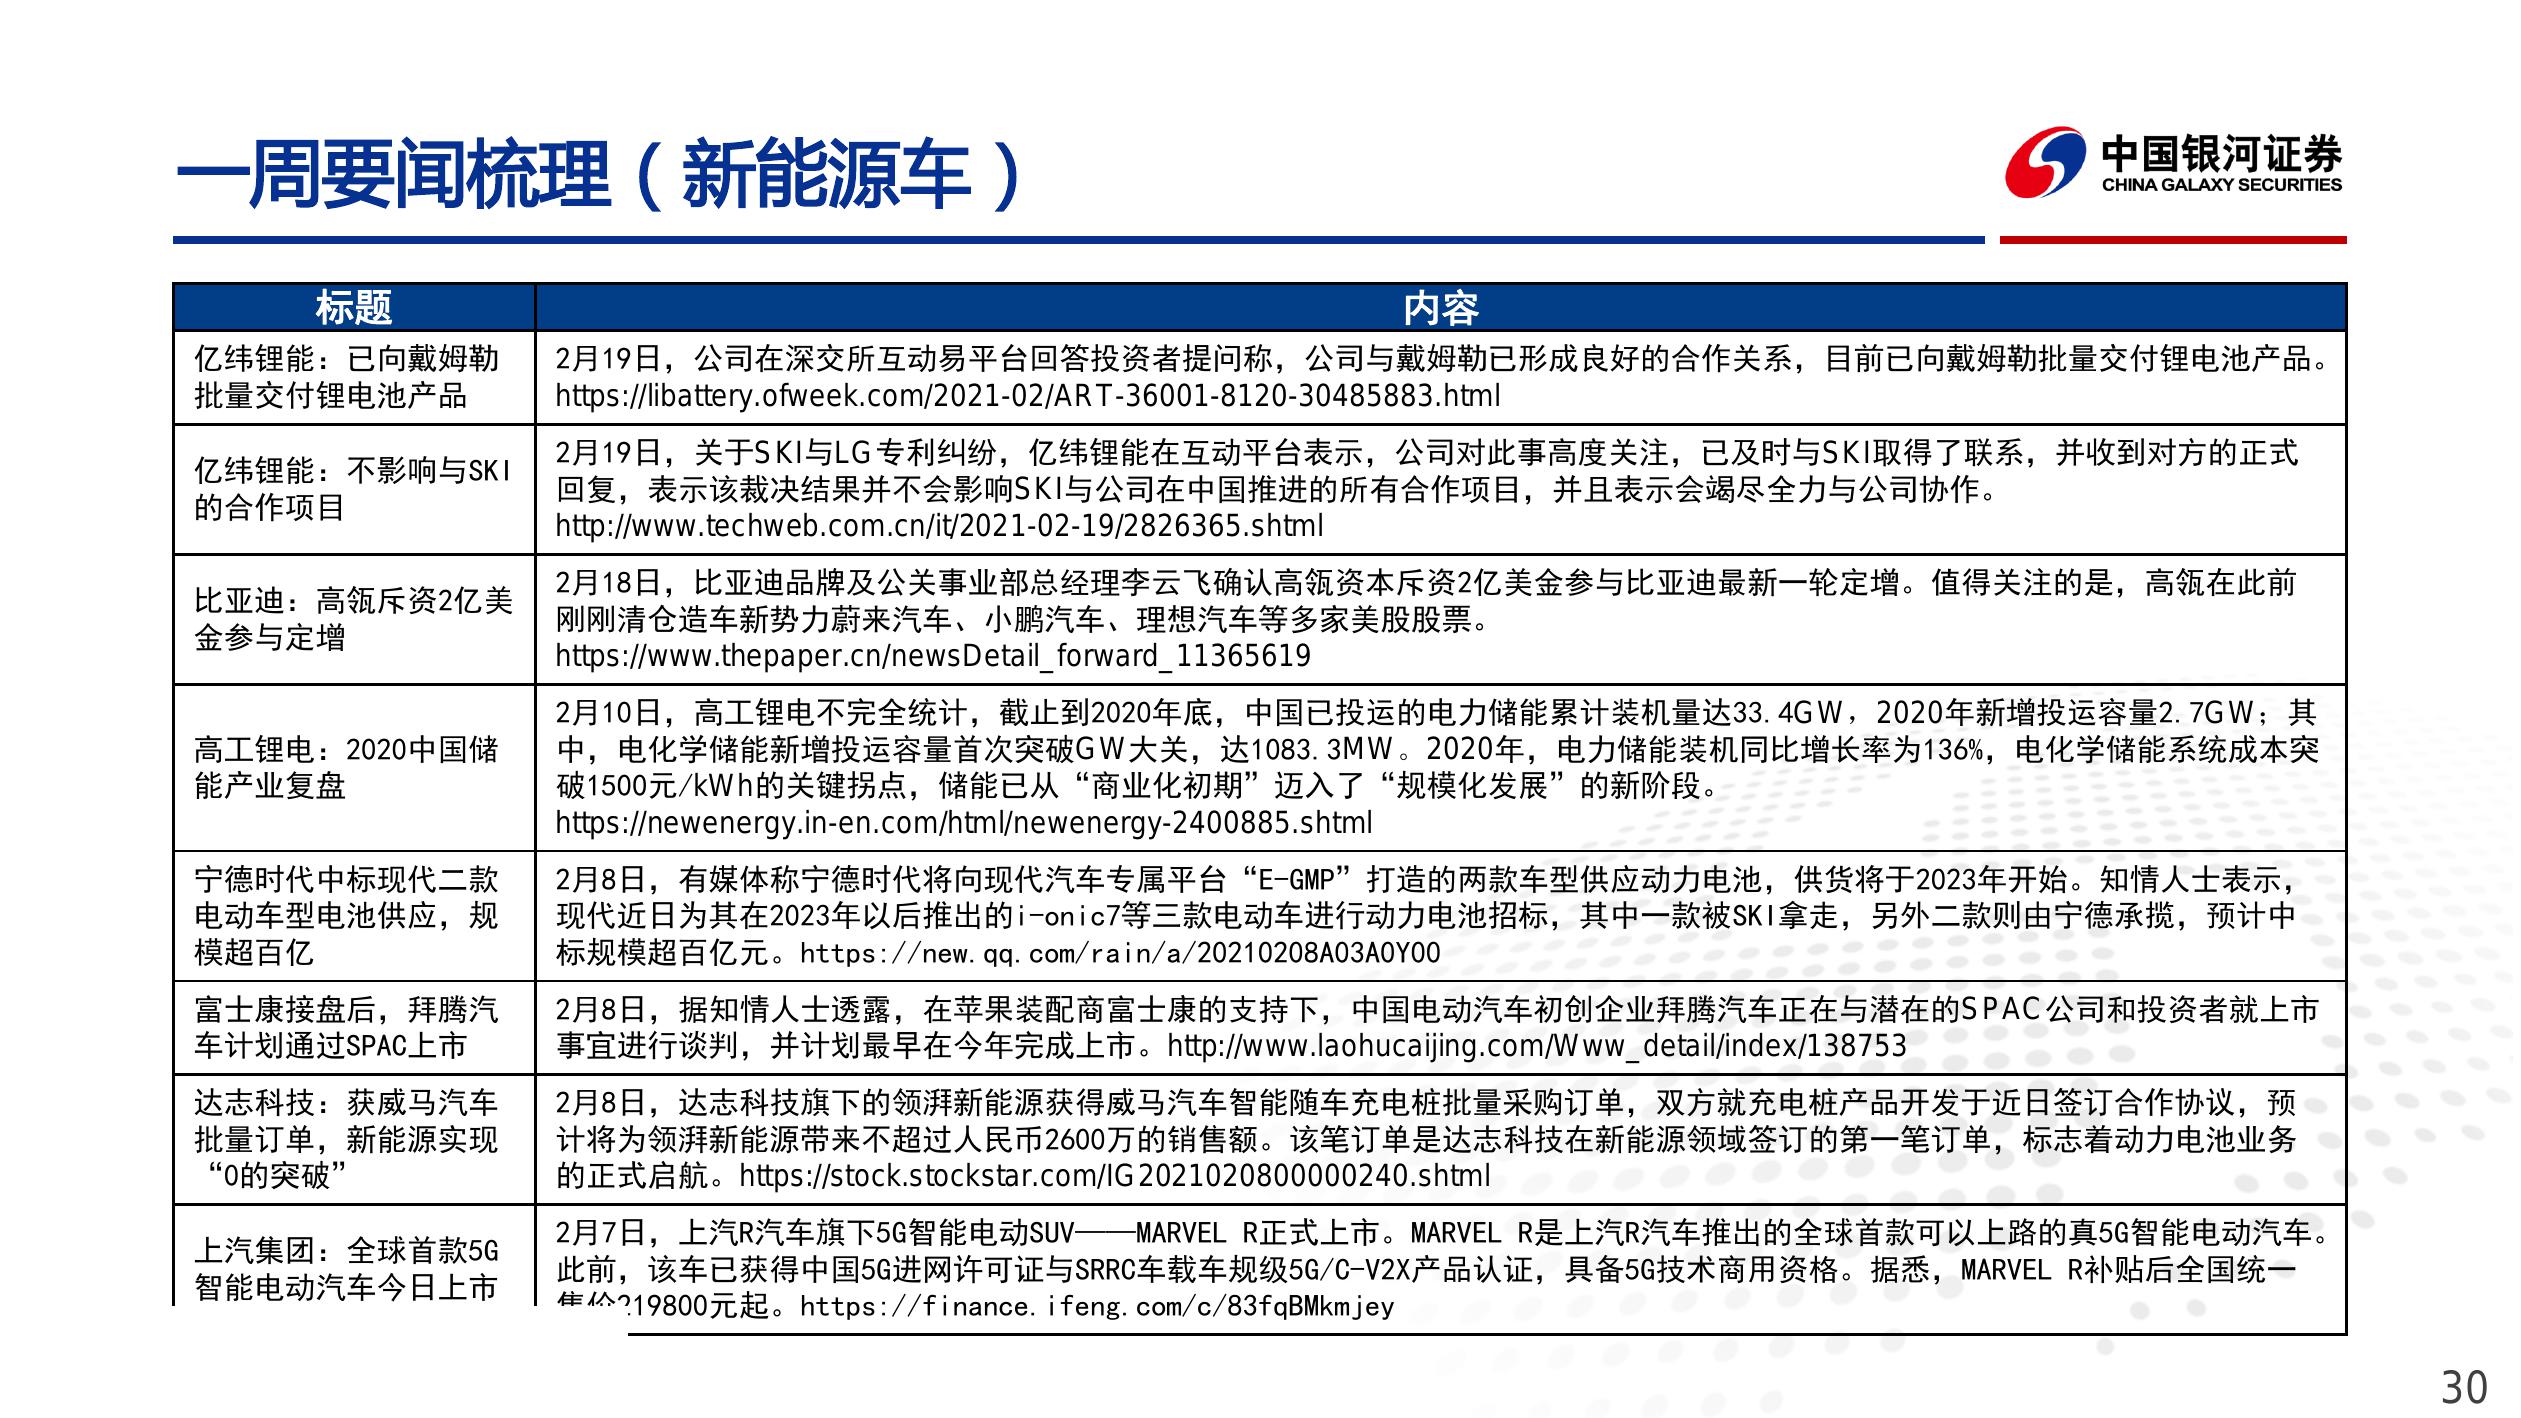 一周要闻梳理（新能源车）
中国银河证券
CHINA GALAXY SECURITIES
标题
内容
亿纬锂能：已向戴姆勒
批量交付锂电池产品
2月19日，公司在深交所互动易平台回答投资者提问称，公司与戴姆勒已形成良好的合作关系，目前已向戴姆勒批量交付锂电池产品。
https://libattery.ofweek.com/2021-02/ART-36001-8120-30485883.html
亿纬锂能：不影响与SKI
的合作项目
2月19日，关于SKI与LG专利纠纷，亿纬锂能在互动平台表示，公司对此事高度关注，已及时与SKI取得了联系，并收到对方的正式
回复，表示该裁决结果并不会影响SKI与公司在中国推进的所有合作项目，并且表示会竭尽全力与公司协作。
http://www.techweb.com.cn/it/2021-02-19/2826365.shtml
比亚迪：高瓴斥资2亿美
金参与定增
2月18日，比亚迪品牌及公关事业部总经理李云飞确认高瓴资本斥资2亿美金参与比亚迪最新一轮定增。值得关注的是，高瓴在此前
刚刚清仓造车新势力蔚来汽车、小鹏汽车、理想汽车等多家美股股票。
https://www.thepaper.cn/newsDetail_forward_11365619
高工锂电：2020中国储
能产业复盘
2月10日，高工锂电不完全统计，截止到2020年底，中国已投运的电力储能累计装机量达33.4GW，2020年新增投运容量2.7GW；其
中，电化学储能新增投运容量首次突破GW大关，达1083.3MW。2020年，电力储能装机同比增长率为136%，电化学储能系统成本突
破1500元/kWh的关键拐点，储能已从“商业化初期”迈入了“规模化发展”的新阶段。
https://newenergy.in-en.com/html/newenergy-2400885.shtml
宁德时代中标现代二款
电动车型电池供应，规
模超百亿
2月8日，有媒体称宁德时代将向现代汽车专属平台“E-GMP”打造的两款车型供应动力电池，供货将于2023年开始。知情人士表示，
现代近日为其在2023年以后推出的i-onic7等三款电动车进行动力电池招标，其中一款被SKI拿走，另外二款则由宁德承揽，预计中
标规模超百亿元。https://new.qq.com/rain/a/20210208A03A0Y00
富士康接盘后，拜腾汽
车计划通过SPAC上市
2月8日，据知情人士透露，在苹果装配商富士康的支持下，中国电动汽车初创企业拜腾汽车正在与潜在的SPAC公司和投资者就上市
事宜进行谈判，并计划最早在今年完成上市。http://www.laohucaijing.com/Www_detail/index/138753
达志科技：获威马汽车
批量订单，新能源实现
“0的突破”
2月8日，达志科技旗下的领湃新能源获得威马汽车智能随车充电桩批量采购订单，双方就充电桩产品开发于近日签订合作协议，预
计将为领湃新能源带来不超过人民币2600万的销售额。该笔订单是达志科技在新能源领域签订的第一笔订单，标志着动力电池业务
的正式启航。https://stock.stockstar.com/IG2021020800000240.shtml
上汽集团：全球首款5G
智能电动汽车今日上市
2月7日，上汽R汽车旗下5G智能电动SUV——MARVEL R正式上市。MARVEL R是上汽R汽车推出的全球首款可以上路的真5G智能电动汽车。
此前，该车已获得中国5G进网许可证与SRRC车载车规级5G/C-V2X产品认证，具备5G技术商用资格。据悉，MARVEL R补贴后全国统一
售价219800元起。https://finance.ifeng.com/c/83fqBMkmjey
30